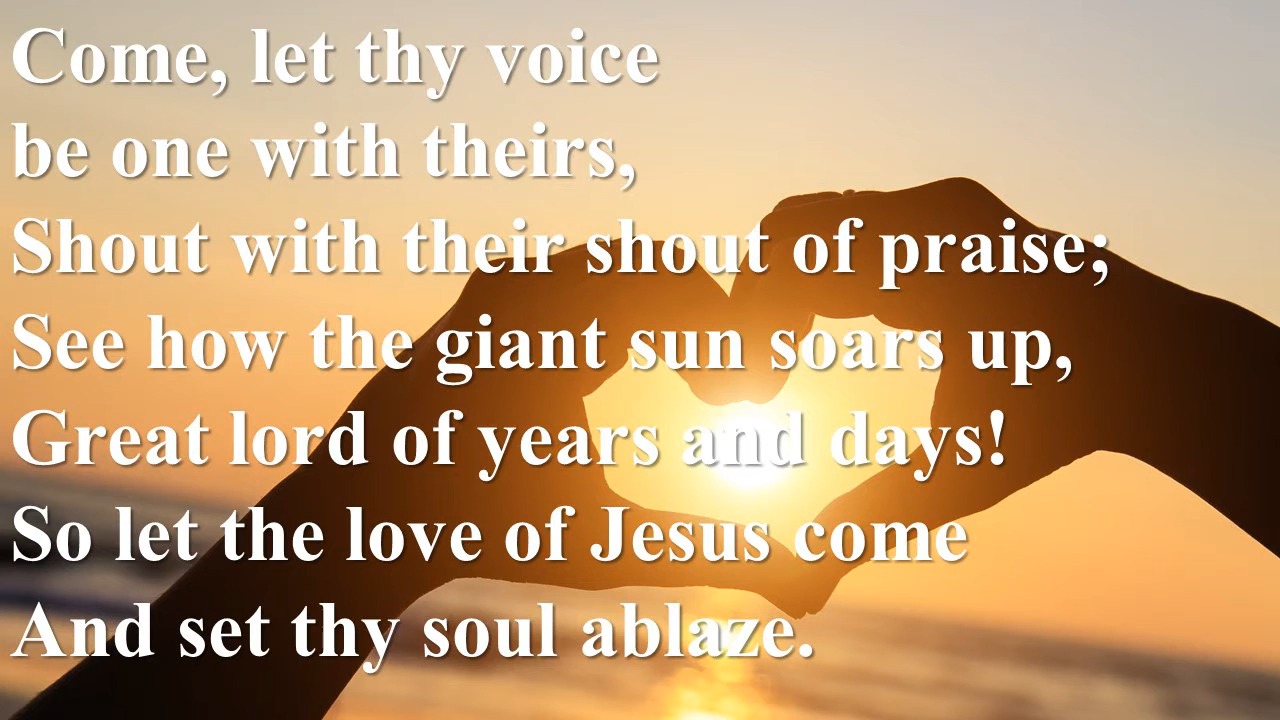 Come, let thy voice
be one with theirs,
Shout with their shout of praise;
See how the giant sun soars up,
Great lord of years and days!
So let the love of Jesus come
And set thy soul ablaze.